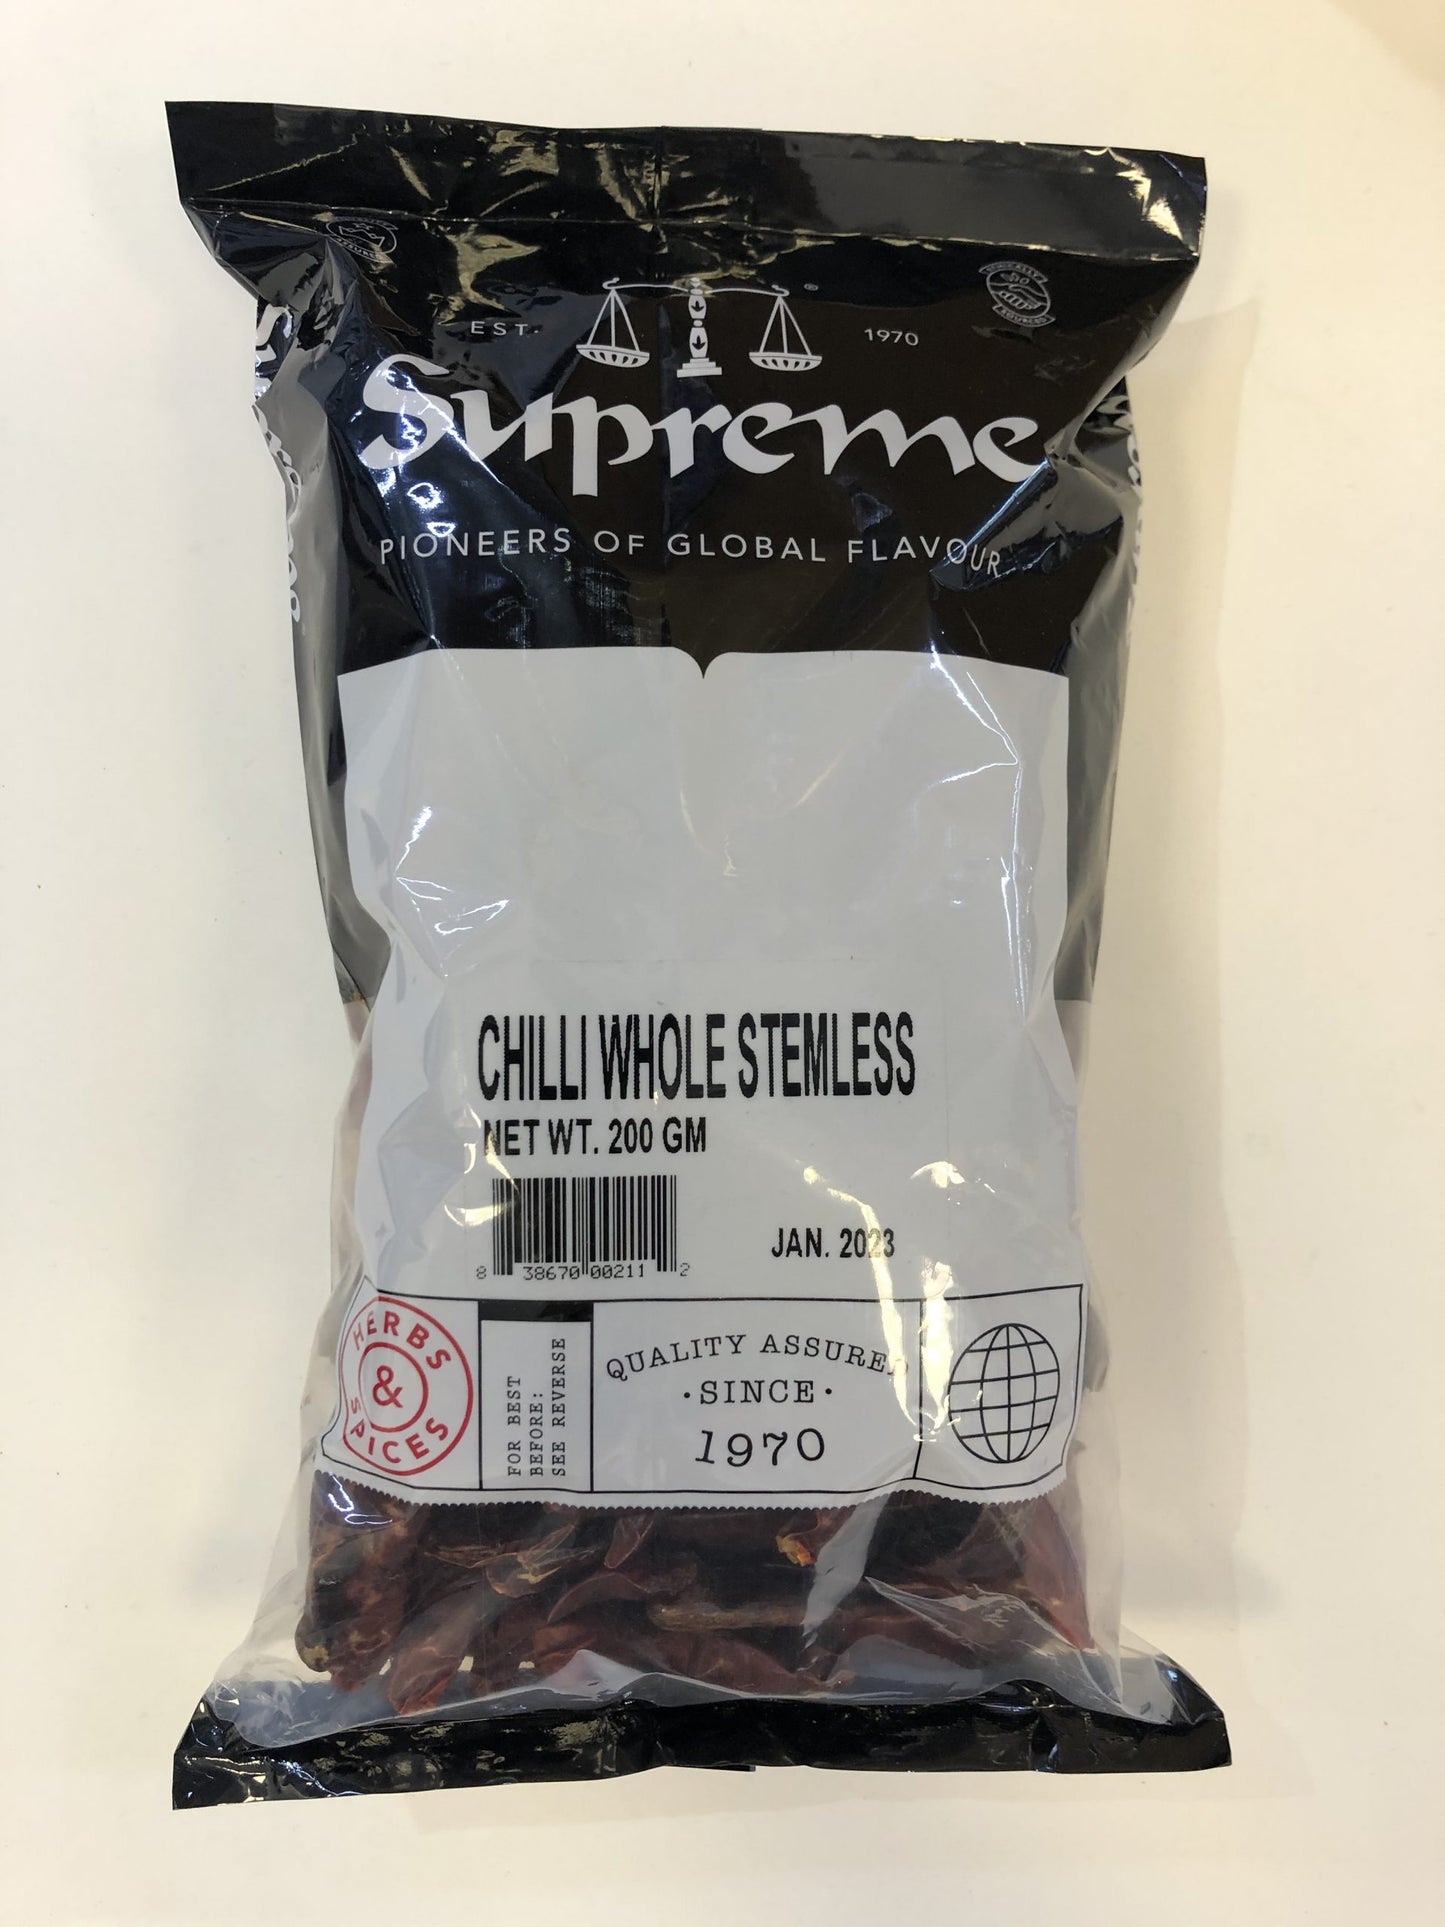 EST. 1970
Supreme
PIONEERS OF GLOBAL FLAVOUR
CHILLI WHOLE STEMLESS
NET WT. 200 GM
JAN. 2023
8 38670 00211 2
HERBS & SPICES
FOR BEST
BEFORE:
SEE REVERSE
QUALITY ASSURED
·SINCE·
1970